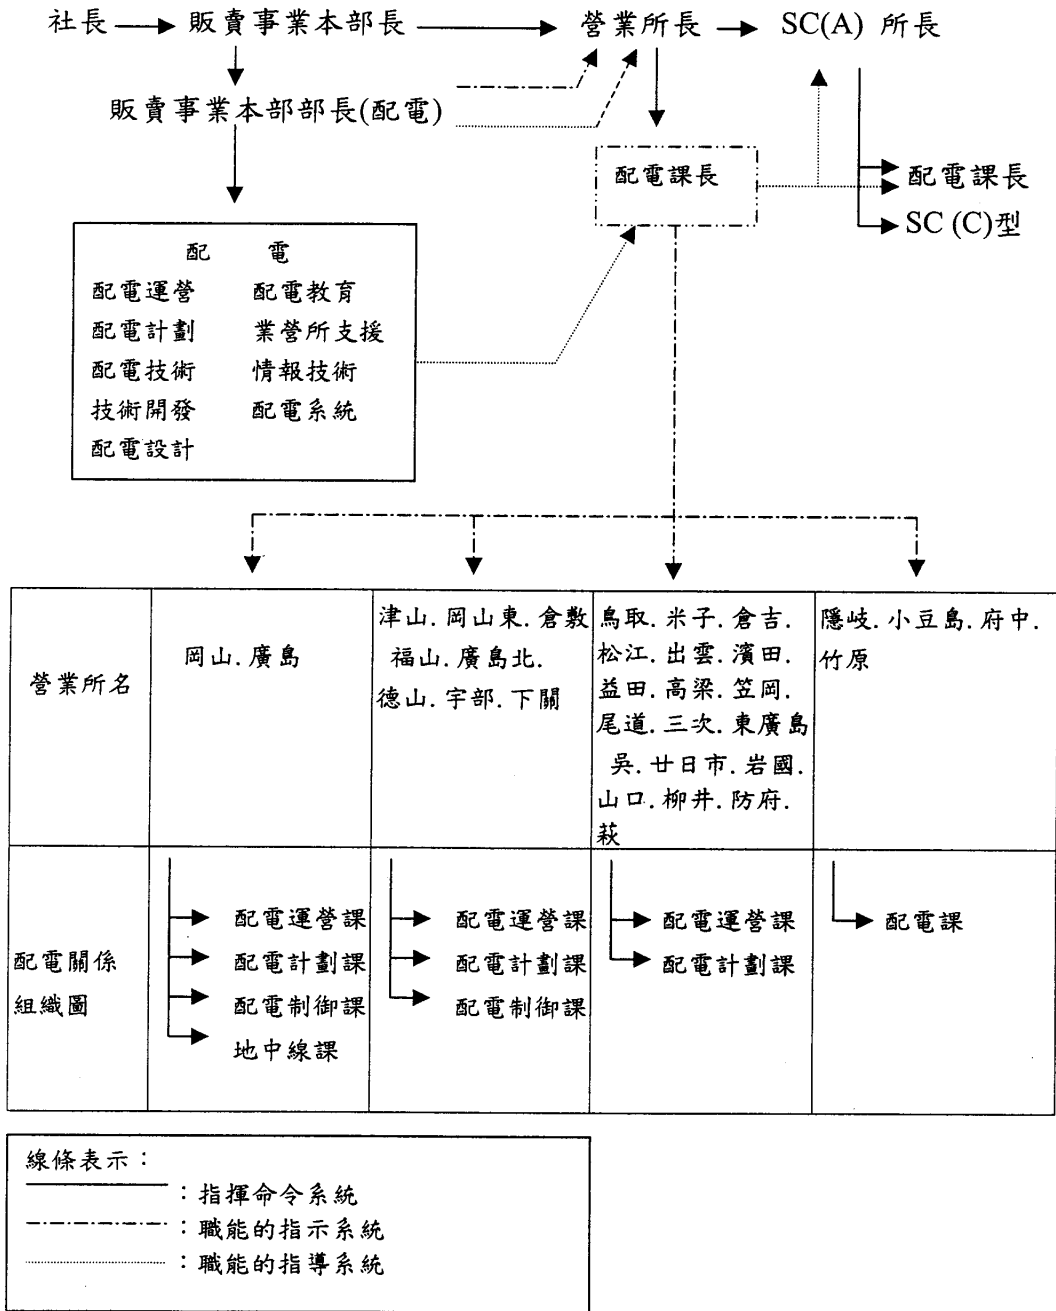 社長 販賣事業本部長 營業所長 SC(A) 所長
販賣事業本部部長(配電)
配電課長
配電課長
SC (C)型
配 電
配電運營 配電教育
配電計劃 業營所支援
配電技術 情報技術
技術開發 配電系統
配電設計
營業所名
岡山.廣島
津山.岡山東.倉敷
福山.廣島北.
德山.宇部.下關
鳥取.米子.倉吉.
松江.出雲.濱田.
益田.高梁.笠岡.
尾道.三次.東廣島
吳.廿日市.岩國.
山口.柳井.防府.
萩
隱岐.小豆島.府中.
竹原
配電關係
組織圖
配電運營課
配電計劃課
配電制御課
地中線課
配電運營課
配電計劃課
配電制御課
配電運營課
配電計劃課
配電課
線條表示：
：指揮命令系統
：職能的指示系統
：職能的指導系統